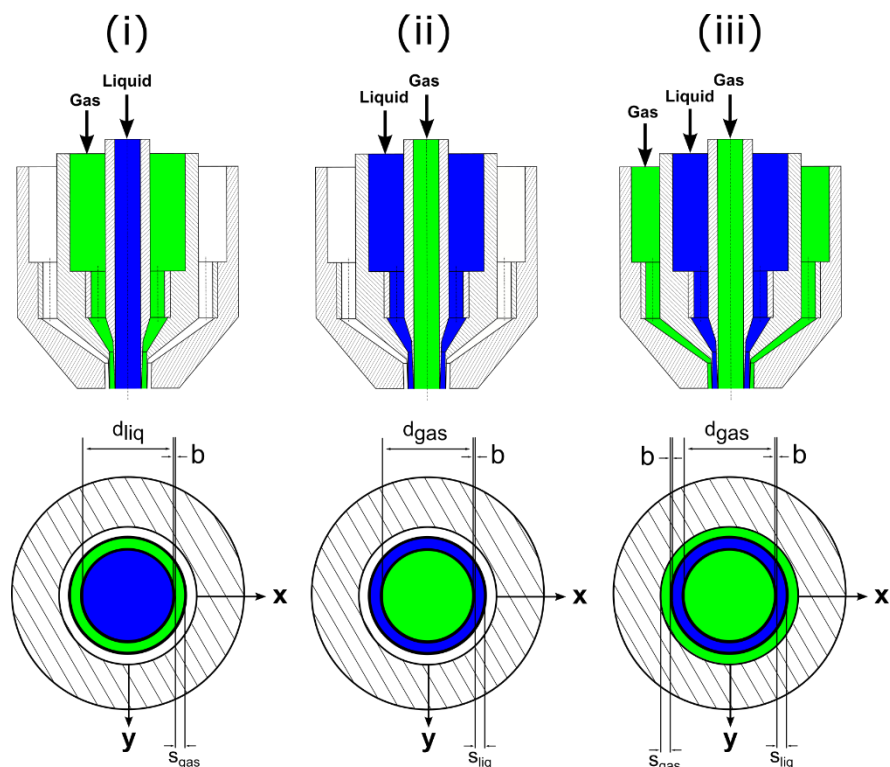 (i) (ii) (iii)
Liquid
Gas
Gas
Liquid
Gas
Liquid
Gas
dliq
b
dgas
b
b
dgas
b
x
x
x
y
y
y
sgas
sliq
sgas
sliq